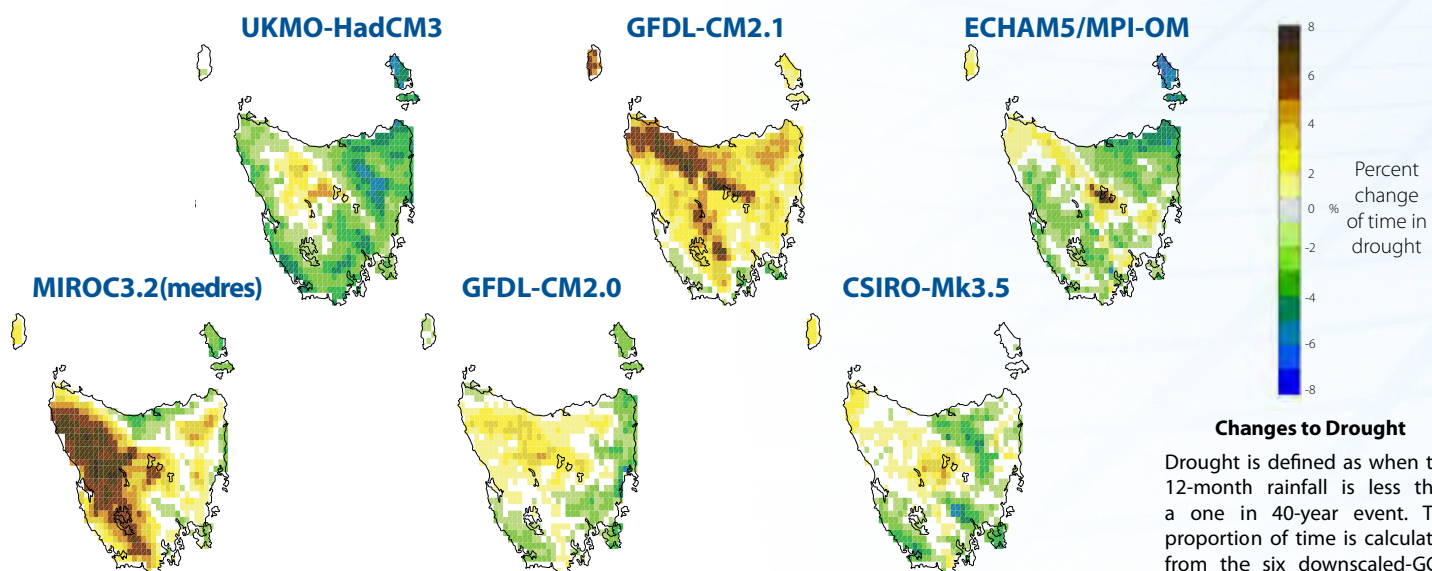 UKMO-HadCM3
GFDL-CM2.1
ECHAM5/MPI-OM
MIROC3.2(medres)
GFDL-CM2.0
CSIRO-Mk3.5
8
6
4
2
0 %
-2
-4
-6
-8
Percent
change
of time in
drought
Changes to Drought
Drought is defined as when
12-month rainfall is less
a one in 40-year event.
proportion of time is
from the six